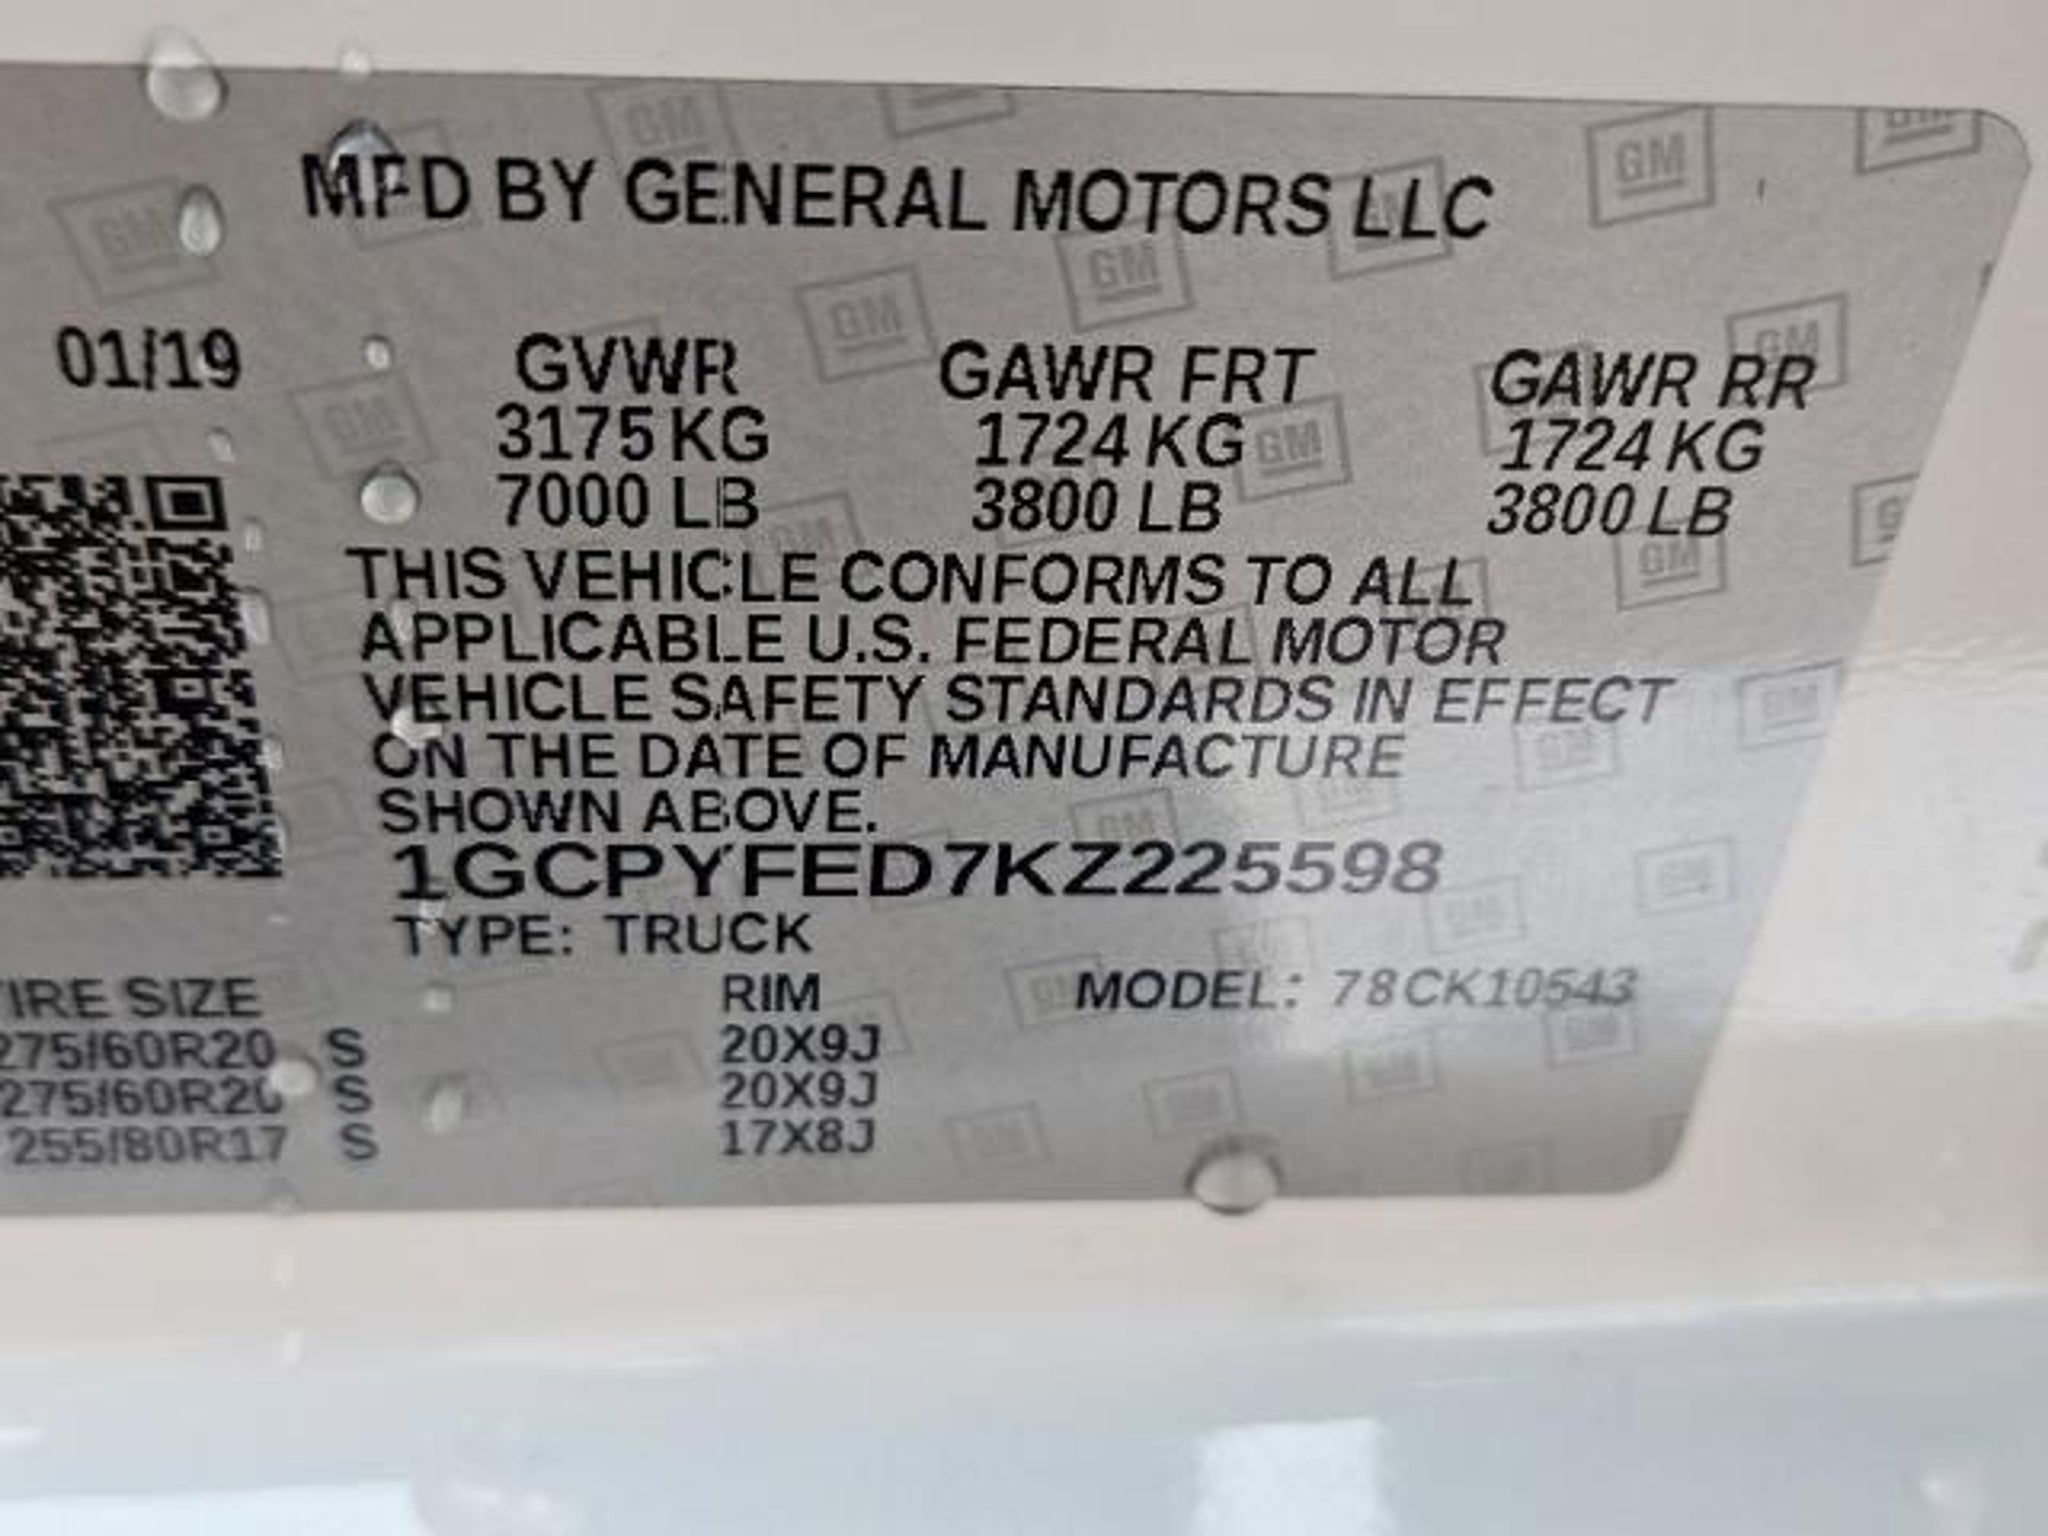 MFD BY GENERAL MOTORS LLC
01/19 GVWR GAWR FRT GAWR RR
3175 KG 1724 KG 1724 KG
7000 LB 3800 LB 3800 LB
THIS VEHICLE CONFORMS TO ALL
APPLICABLE U.S. FEDERAL MOTOR
VEHICLE SAFETY STANDARDS IN EFFECT
ON THE DATE OF MANUFACTURE
SHOWN ABOVE.
1GCPYFED7KZ225598
TYPE: TRUCK
TIRE SIZE RIM MODEL: 78CK10543
275/60R20 S 20X9J
275/60R20 S 20X9J
255/80R17 S 17X8J